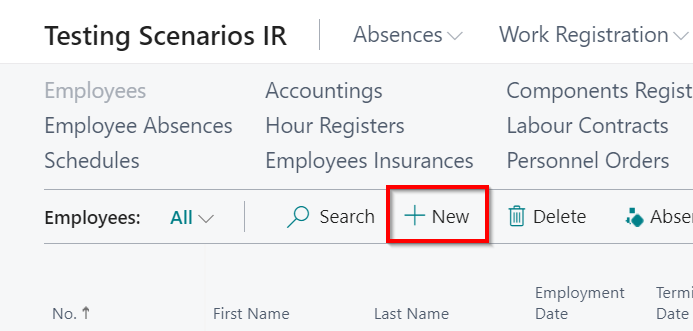 Testing Scenarios IR Absences Work Registration
Employees Accountings Components Regist
Employee Absences Hour Registers Labour Contracts
Schedules Employees Insurances Personnel Orders
Employees: All Search New Delete Absen
Employment Termi
No. ↑ First Name Last Name Date Date